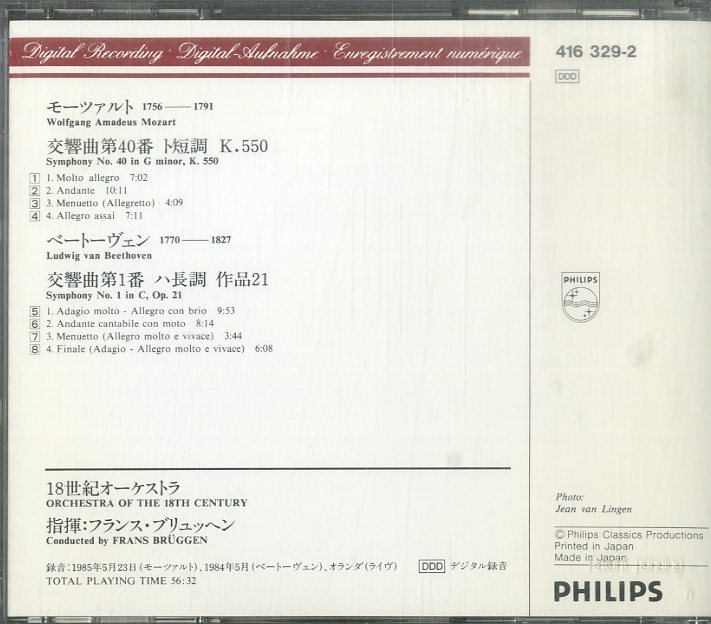 Digital Recording · Digital-Aufnahme · Enregistrement numérique
416 329-2
DDD
モーツァルト 1756 —— 1791
Wolfgang Amadeus Mozart
交響曲第40番 ト短調 K.550
Symphony No. 40 in G minor, K. 550
1 1. Molto allegro 7:02
2 2. Andante 10:11
3 3. Menuetto (Allegretto) 4:09
4 4. Allegro assai 7:11
ベートーヴェン 1770 —— 1827
Ludwig van Beethoven
交響曲第1番 ハ長調 作品21
Symphony No. 1 in C, Op. 21
5 1. Adagio molto - Allegro con brio 9:53
6 2. Andante cantabile con moto 8:14
7 3. Menuetto (Allegro molto e vivace) 3:44
8 4. Finale (Adagio - Allegro molto e vivace) 6:08
PHILIPS
18世紀オーケストラ
ORCHESTRA OF THE 18TH CENTURY
指揮：フランス・ブリュッヘン
Conducted by FRANS BRÜGGEN
録音：1985年5月23日（モーツァルト）、1984年5月（ベートーヴェン）、オランダ（ライヴ） DDD デジタル録音
TOTAL PLAYING TIME 56:32
Photo:
Jean van Lingen
© Philips Classics Productions
Printed in Japan
Made in Japan
PHILIPS